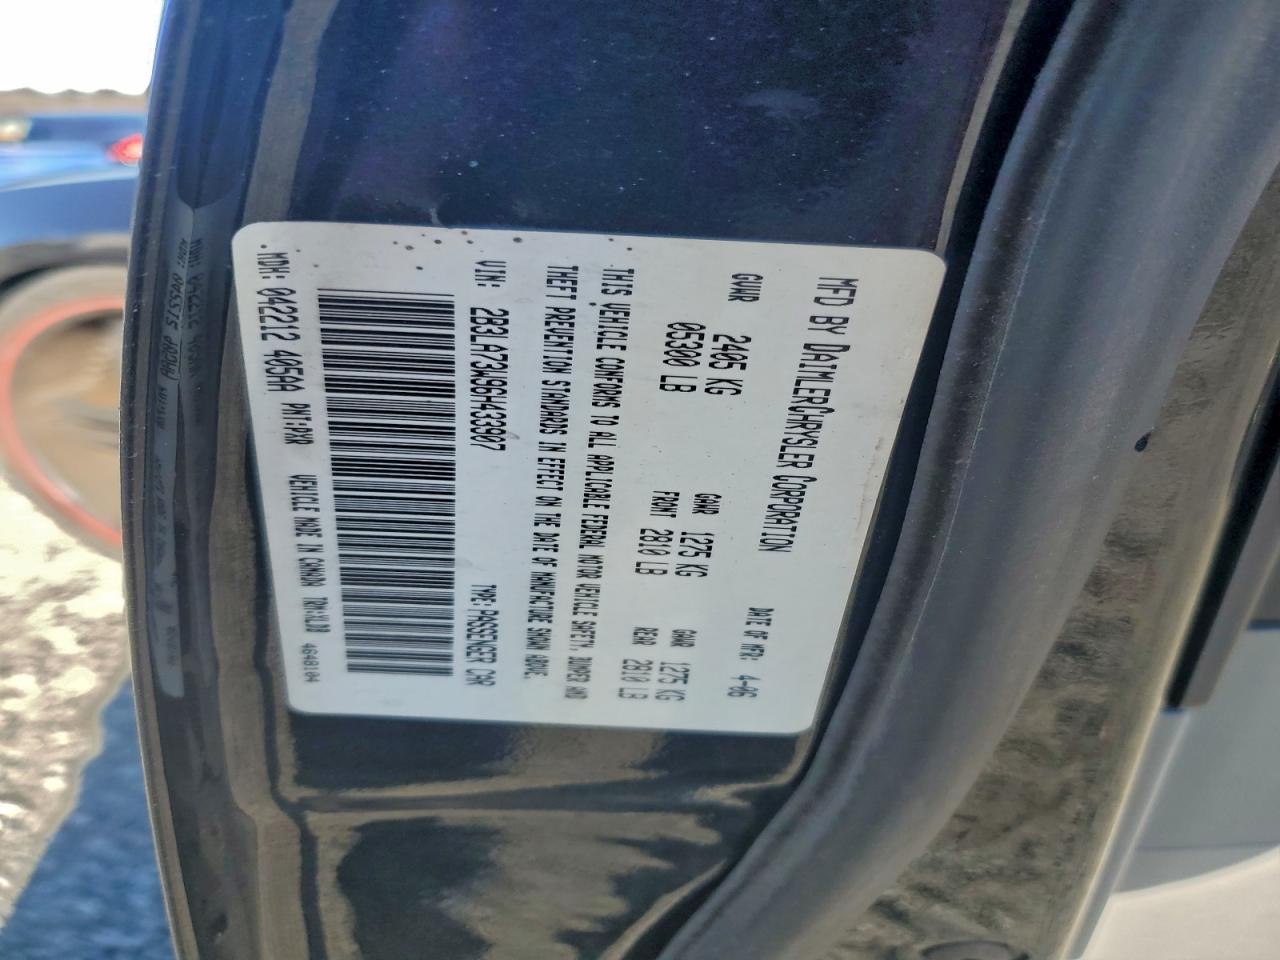 MFD BY DAIMLERCHRYSLER CORPORATION
DATE OF MFR: 4-06
GVWR 2405 KG
05300 LB
GAWR FRONT 1275 KG
2810 LB
GAWR REAR 1275 KG
2810 LB
THIS VEHICLE CONFORMS TO ALL APPLICABLE FEDERAL MOTOR VEHICLE SAFETY, BUMPER AND
THEFT PREVENTION STANDARDS IN EFFECT ON THE DATE OF MANUFACTURE SHOWN ABOVE.
VIN: 2B3LA73W96H433907 TYPE: PASSENGER CAR
MDH: 042212 405AA PNT: PXR VEHICLE MADE IN CANADA 4648104